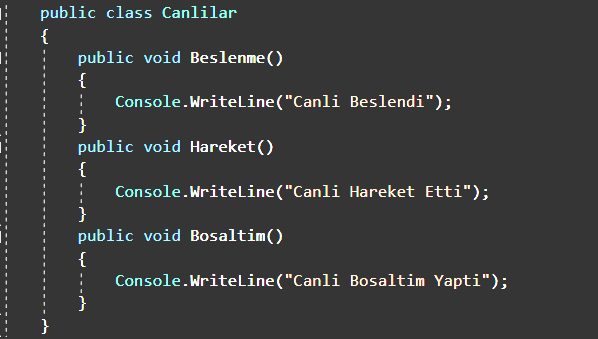 public class Canlilar
{
public void Beslenme()
{
Console.WriteLine("Canli Beslendi");
}
public void Hareket()
{
Console.WriteLine("Canli Hareket Etti");
}
public void Bosaltim()
{
Console.WriteLine("Canli Bosaltim Yapti");
}
}